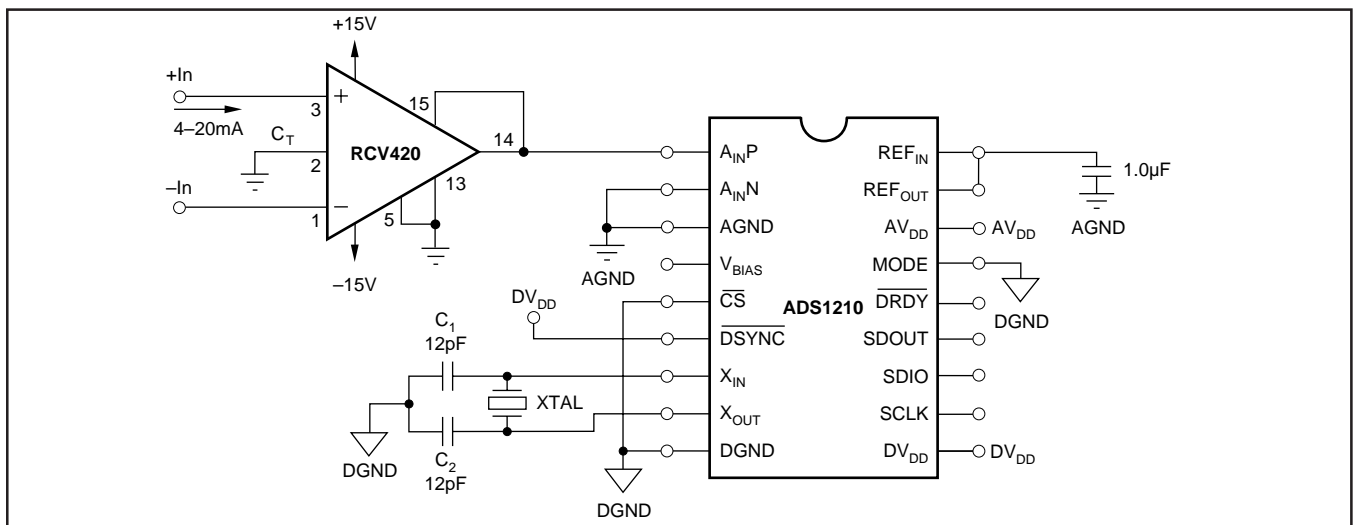 +15V
+In
3
+
15
4–20mA
C_T
2
RCV420
14
13
–In
1
–
5
–15V
A_INP
A_INN
AGND
V_BIAS
CS
DSYNC
X_IN
X_OUT
DGND
ADS1210
REF_IN
REF_OUT
AV_DD
MODE
DRDY
SDOUT
SDIO
SCLK
DV_DD
1.0µF
AGND
AV_DD
DGND
DV_DD
AGND
DV_DD
C_1
12pF
XTAL
C_2
12pF
DGND
DGND